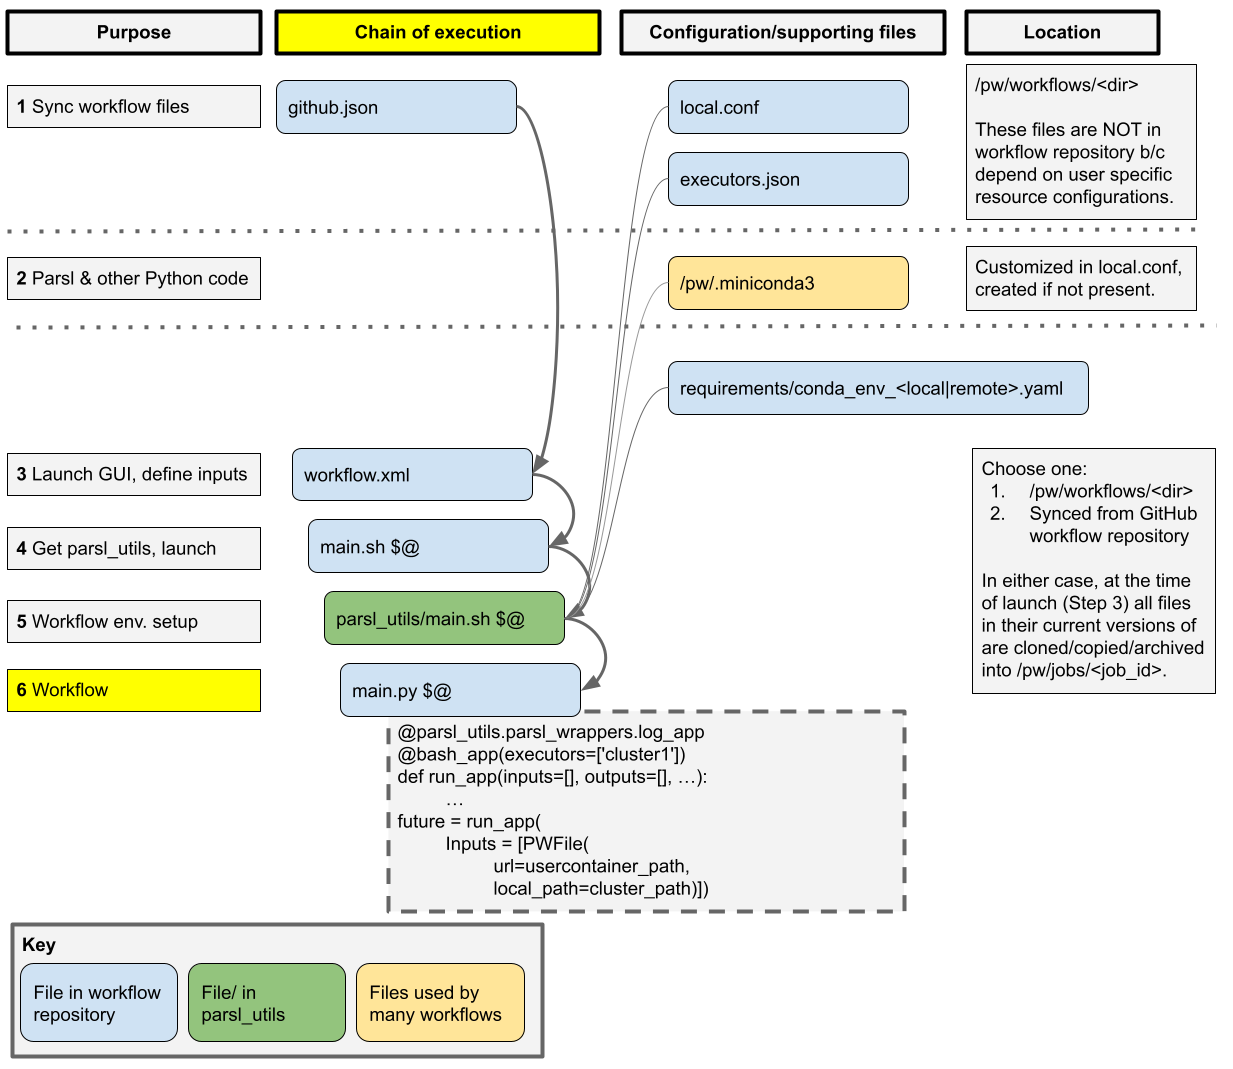 Purpose
Chain of execution
Configuration/supporting files
Location
1 Sync workflow files
github.json
local.conf
executors.json
/pw/workflows/<dir>
These files are NOT in
workflow repository b/c
depend on user specific
resource configurations.
2 Parsl & other Python code
/pw/.miniconda3
Customized in local.conf,
created if not present.
requirements/conda_env_<local|remote>.yaml
3 Launch GUI, define inputs
workflow.xml
4 Get parsl_utils, launch
main.sh $@
5 Workflow env. setup
parsl_utils/main.sh $@
6 Workflow
main.py $@
Choose one:
1. /pw/workflows/<dir>
2. Synced from GitHub
workflow repository
In either case, at the time
of launch (Step 3) all files
in their current versions of
are cloned/copied/archived
into /pw/jobs/<job_id>.
@parsl_utils.parsl_wrappers.log_app
@bash_app(executors=['cluster1'])
def run_app(inputs=[], outputs=[], …):
…
future = run_app(
Inputs = [PWFile(
url=usercontainer_path,
local_path=cluster_path)])
Key
File in workflow
repository
File/ in
parsl_utils
Files used by
many workflows